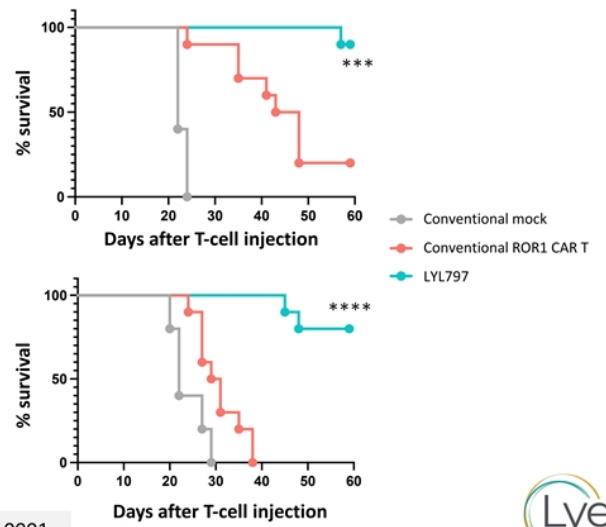 100
50
0
% survival
***
0 10 20 30 40 50 60
Days after T-cell injection
Conventional mock
Conventional ROR1 CAR T
LYL797
100
50
0
% survival
****
0 10 20 30 40 50 60
Days after T-cell injection
Lye